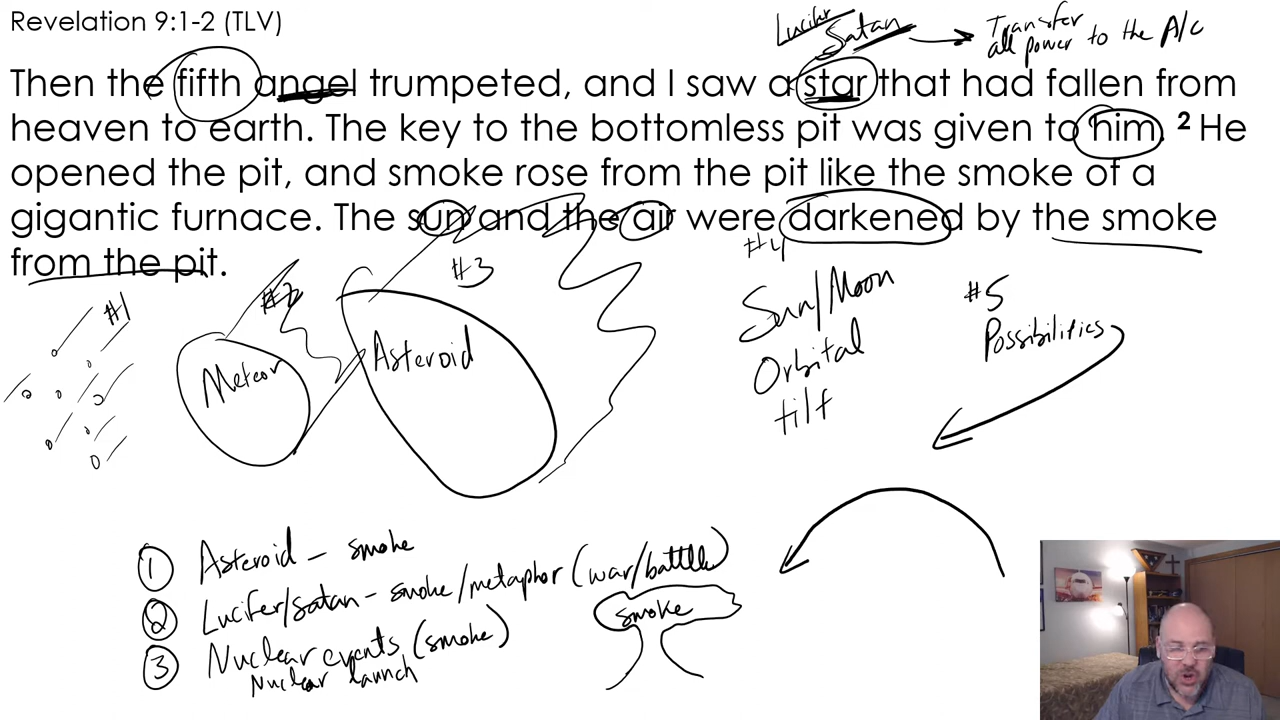 Revelation 9:1-2 (TLV)
Lucifer
Satan
Transfer
all power to the A/c
Then the fifth angel trumpeted, and I saw a star that had fallen from
heaven to earth. The key to the bottomless pit was given to him. ² He
opened the pit, and smoke rose from the pit like the smoke of a
gigantic furnace. The sun and the air were darkened by the smoke
from the pit.
#1
#2
#3
#4
#5
Meteor
Asteroid
Sun/Moon
Orbital
tilt
Possibilities
① Asteroid - smoke
② Lucifer/satan - smoke/metaphor (war/battle)
③ Nuclear events (smoke)
Nuclear launch
smoke